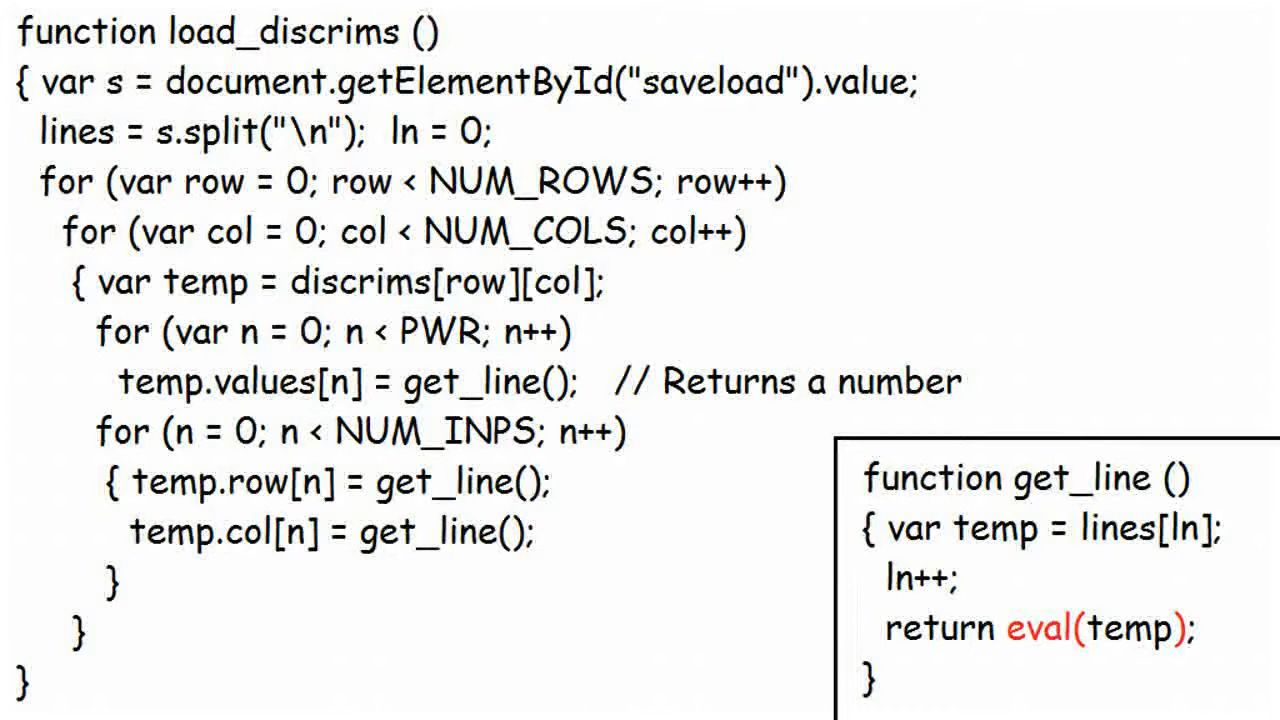 function load_discrims ()
{ var s = document.getElementById("saveload").value;
lines = s.split("\n");  ln = 0;
for (var row = 0; row < NUM_ROWS; row++)
for (var col = 0; col < NUM_COLS; col++)
{ var temp = discrims[row][col];
for (var n = 0; n < PWR; n++)
temp.values[n] = get_line();   // Returns a number
for (n = 0; n < NUM_INPS; n++)
{ temp.row[n] = get_line();
temp.col[n] = get_line();
}
}
}
function get_line ()
{ var temp = lines[ln];
ln++;
return eval(temp);
}